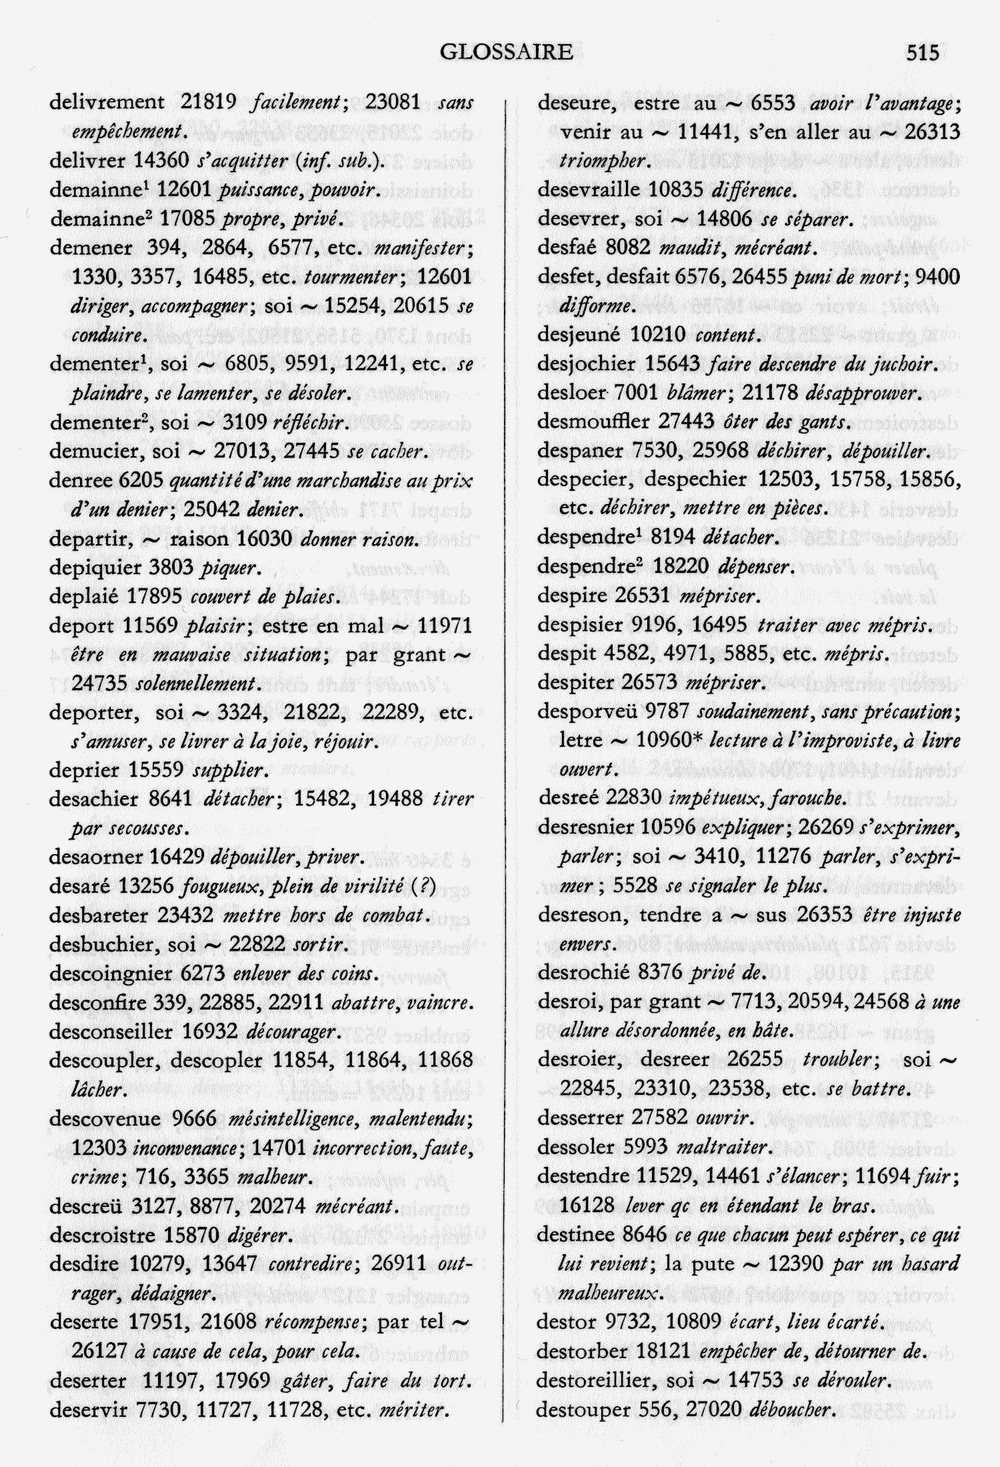 GLOSSAIRE 515
delivrement 21819 facilement; 23081 sans
empêchement.
delivrer 14360 s'acquitter (inf. sub.).
demainne¹ 12601 puissance, pouvoir.
demainne² 17085 propre, privé.
demener 394, 2864, 6577, etc. manifester;
1330, 3357, 16485, etc. tourmenter; 12601
diriger, accompagner; soi ~ 15254, 20615 se
conduire.
dementer¹, soi ~ 6805, 9591, 12241, etc. se
plaindre, se lamenter, se désoler.
dementer², soi ~ 3109 réfléchir.
demucier, soi ~ 27013, 27445 se cacher.
denree 6205 quantité d'une marchandise au prix
d'un denier; 25042 denier.
departir, ~ raison 16030 donner raison.
depiquier 3803 piquer.
deplaié 17895 couvert de plaies.
deport 11569 plaisir; estre en mal ~ 11971
être en mauvaise situation; par grant ~
24735 solennellement.
deporter, soi ~ 3324, 21822, 22289, etc.
s'amuser, se livrer à la joie, réjouir.
deprier 15559 supplier.
desachier 8641 détacher; 15482, 19488 tirer
par secousses.
desaorner 16429 dépouiller, priver.
desaré 13256 fougueux, plein de virilité (?)
desbareter 23432 mettre hors de combat.
desbuchier, soi ~ 22822 sortir.
descoingnier 6273 enlever des coins.
desconfire 339, 22885, 22911 abattre, vaincre.
desconseiller 16932 décourager.
descoupler, descopler 11854, 11864, 11868
lâcher.
descovenue 9666 mésintelligence, malentendu;
12303 inconvenance; 14701 incorrection, faute,
crime; 716, 3365 malheur.
descreü 3127, 8877, 20274 mécréant.
descroistre 15870 digérer.
desdire 10279, 13647 contredire; 26911 out-
rager, dédaigner.
deserte 17951, 21608 récompense; par tel ~
26127 à cause de cela, pour cela.
deserter 11197, 17969 gâter, faire du tort.
deservir 7730, 11727, 11728, etc. mériter.
deseure, estre au ~ 6553 avoir l'avantage;
venir au ~ 11441, s'en aller au ~ 26313
triompher.
desevraille 10835 différence.
desevrer, soi ~ 14806 se séparer.
desfaé 8082 maudit, mécréant.
desfet, desfait 6576, 26455 puni de mort; 9400
difforme.
desjeuné 10210 content.
desjochier 15643 faire descendre du juchoir.
desloer 7001 blâmer; 21178 désapprouver.
desmouffler 27443 ôter des gants.
despaner 7530, 25968 déchirer, dépouiller.
despecier, despechier 12503, 15758, 15856,
etc. déchirer, mettre en pièces.
despendre¹ 8194 détacher.
despendre² 18220 dépenser.
despire 26531 mépriser.
despisier 9196, 16495 traiter avec mépris.
despit 4582, 4971, 5885, etc. mépris.
despiter 26573 mépriser.
desporveü 9787 soudainement, sans précaution;
letre ~ 10960* lecture à l'improviste, à livre
ouvert.
desreé 22830 impétueux, farouche.
desresnier 10596 expliquer; 26269 s'exprimer,
parler; soi ~ 3410, 11276 parler, s'expri-
mer; 5528 se signaler le plus.
desreson, tendre a ~ sus 26353 être injuste
envers.
desrochié 8376 privé de.
desroi, par grant ~ 7713, 20594, 24568 à une
allure désordonnée, en hâte.
desroier, desreer 26255 troubler; soi ~
22845, 23310, 23538, etc. se battre.
desserrer 27582 ouvrir.
dessoler 5993 maltraiter.
destendre 11529, 14461 s'élancer; 11694 fuir;
16128 lever qc en étendant le bras.
destinee 8646 ce que chacun peut espérer, ce qui
lui revient; la pute ~ 12390 par un hasard
malheureux.
destor 9732, 10809 écart, lieu écarté.
destorber 18121 empêcher de, détourner de.
destoreillier, soi ~ 14753 se dérouler.
destouper 556, 27020 déboucher.